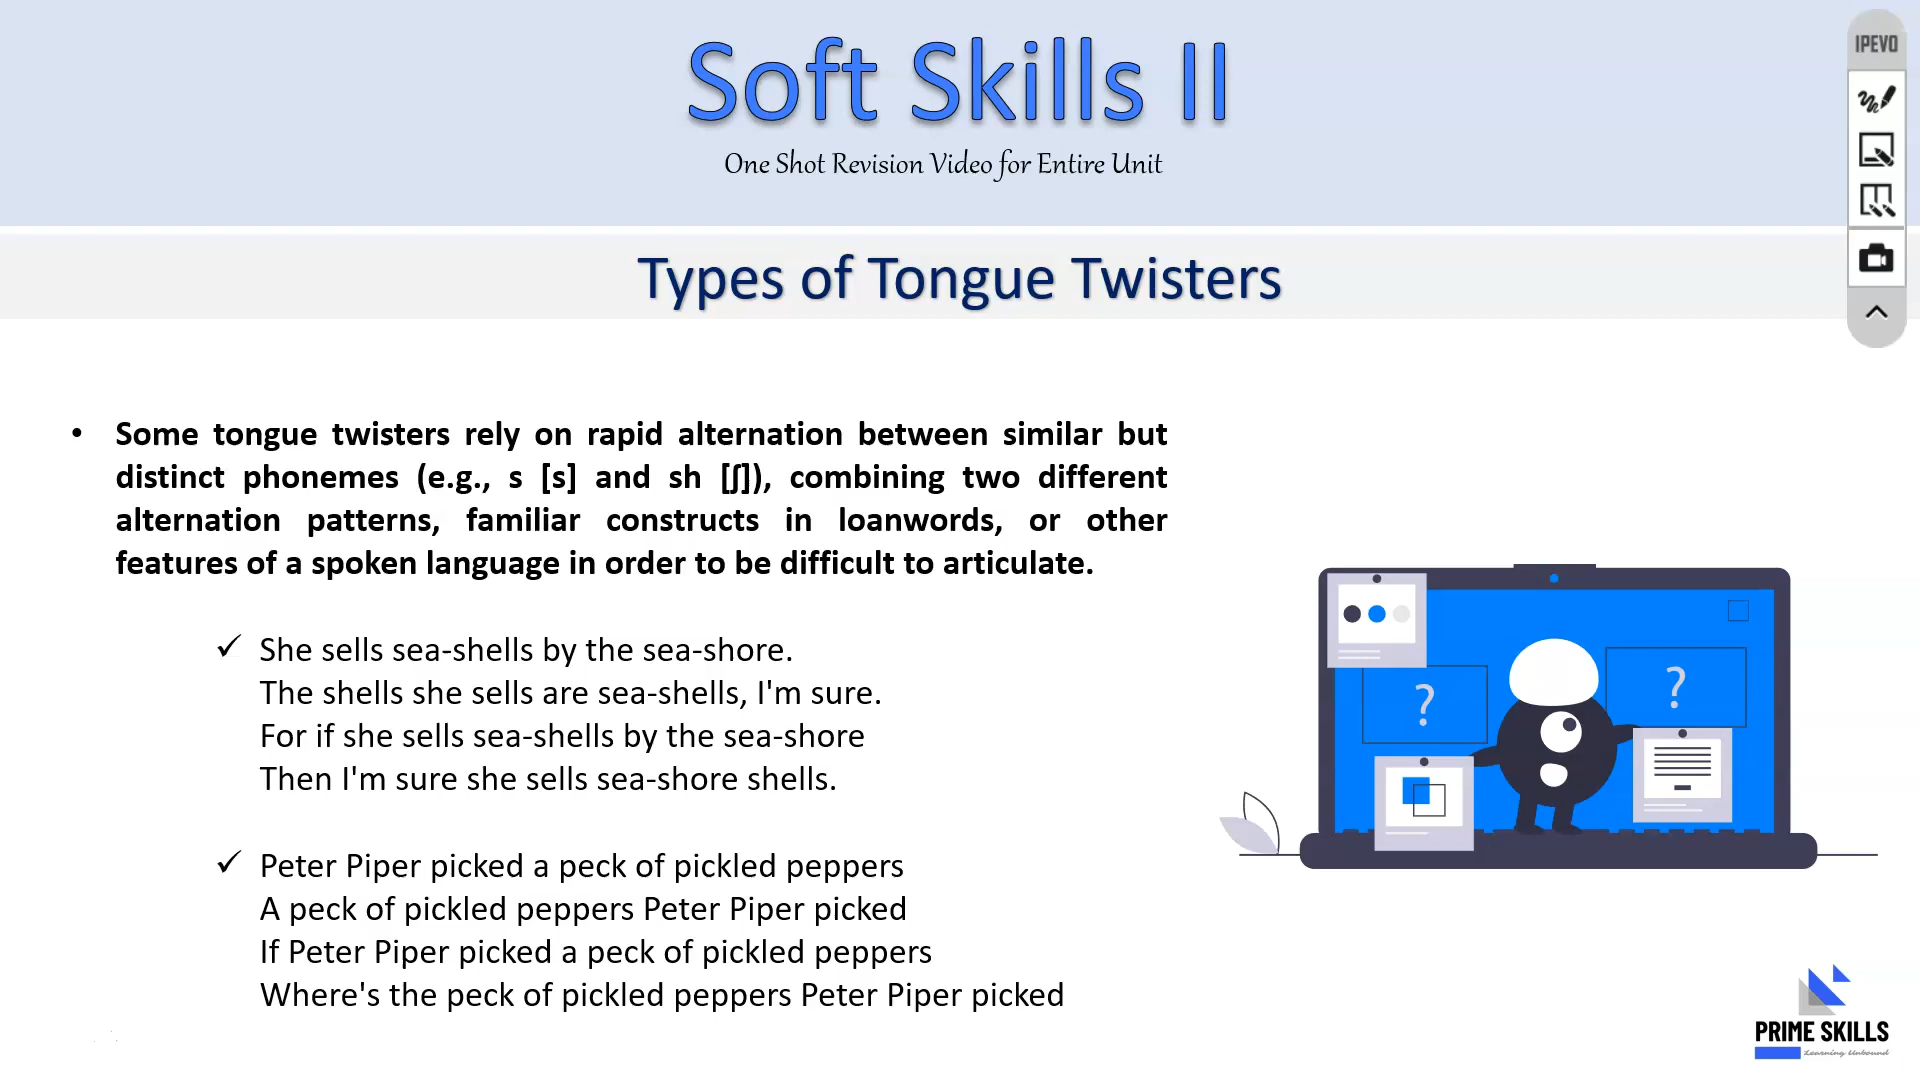 Soft Skills II
One Shot Revision Video for Entire Unit
IPEVO
Types of Tongue Twisters
• Some tongue twisters rely on rapid alternation between similar but
distinct phonemes (e.g., s [s] and sh [ʃ]), combining two different
alternation patterns, familiar constructs in loanwords, or other
features of a spoken language in order to be difficult to articulate.
✓ She sells sea-shells by the sea-shore.
The shells she sells are sea-shells, I'm sure.
For if she sells sea-shells by the sea-shore
Then I'm sure she sells sea-shore shells.
✓ Peter Piper picked a peck of pickled peppers
A peck of pickled peppers Peter Piper picked
If Peter Piper picked a peck of pickled peppers
Where's the peck of pickled peppers Peter Piper picked
? ?
PRIME SKILLS
Learning Unbound